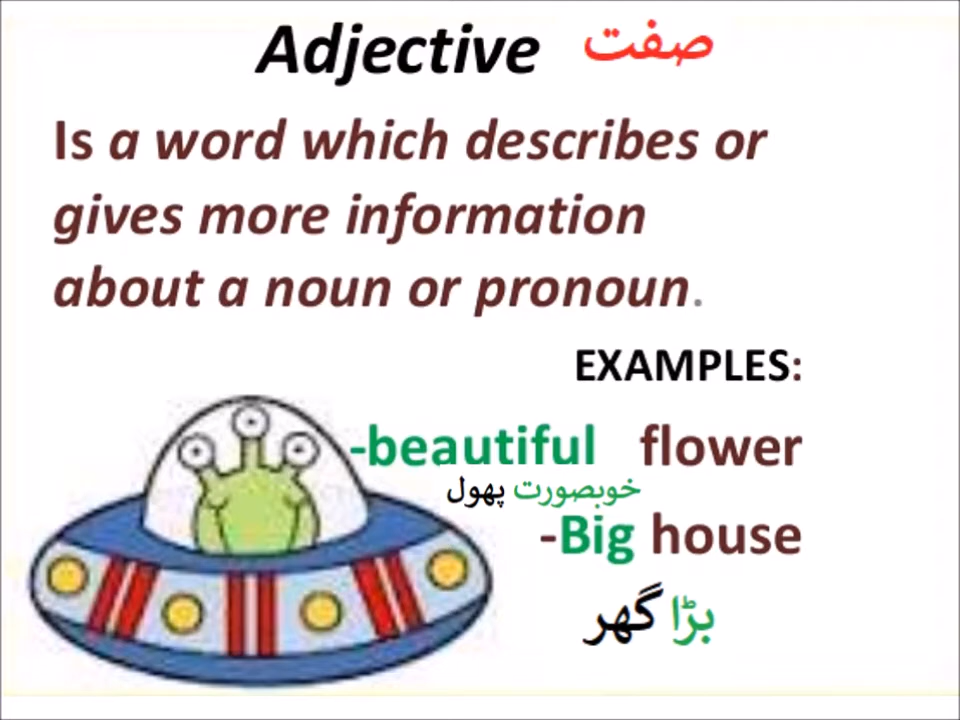 Adjective صفت
Is a word which describes or
gives more information
about a noun or pronoun.
EXAMPLES:
-beautiful flower
خوبصورت پھول
-Big house
بڑا گھر